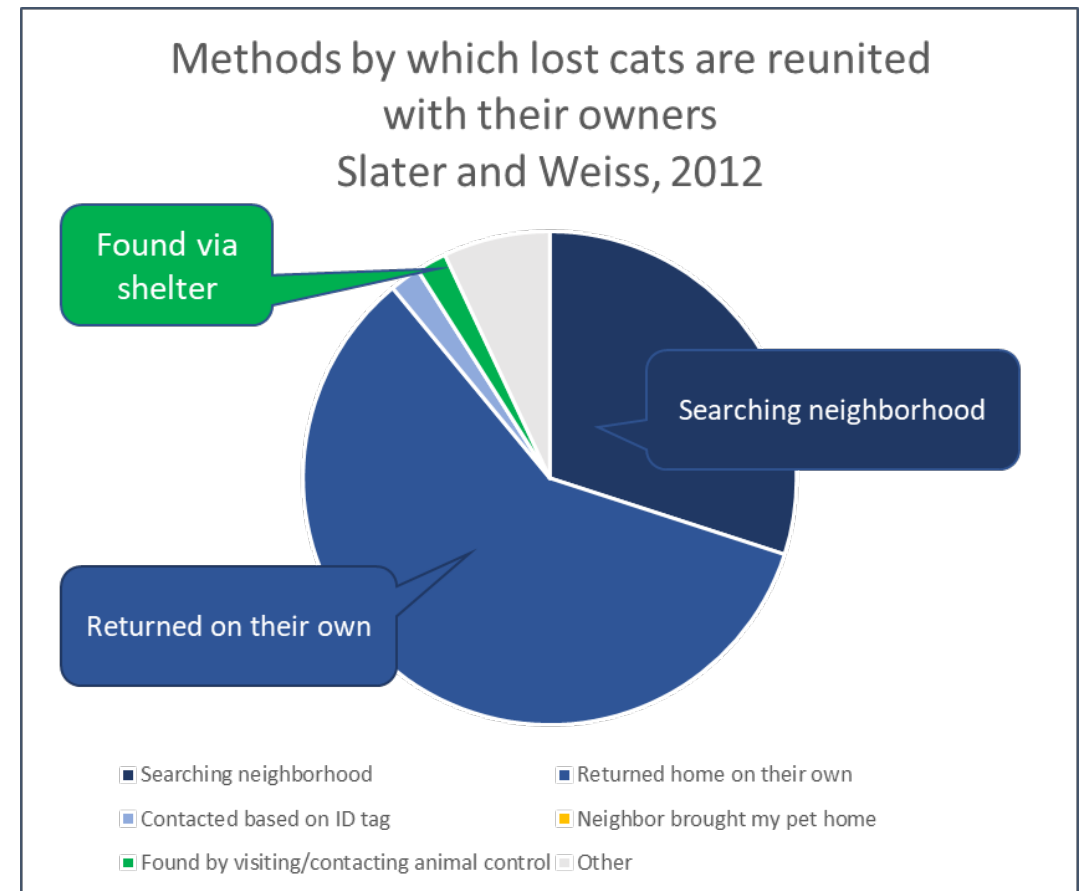 Methods by which lost cats are reunited
with their owners
Slater and Weiss, 2012
Found via
shelter
Searching neighborhood
Returned on their own
Searching neighborhood
Returned home on their own
Contacted based on ID tag
Neighbor brought my pet home
Found by visiting/contacting animal control
Other